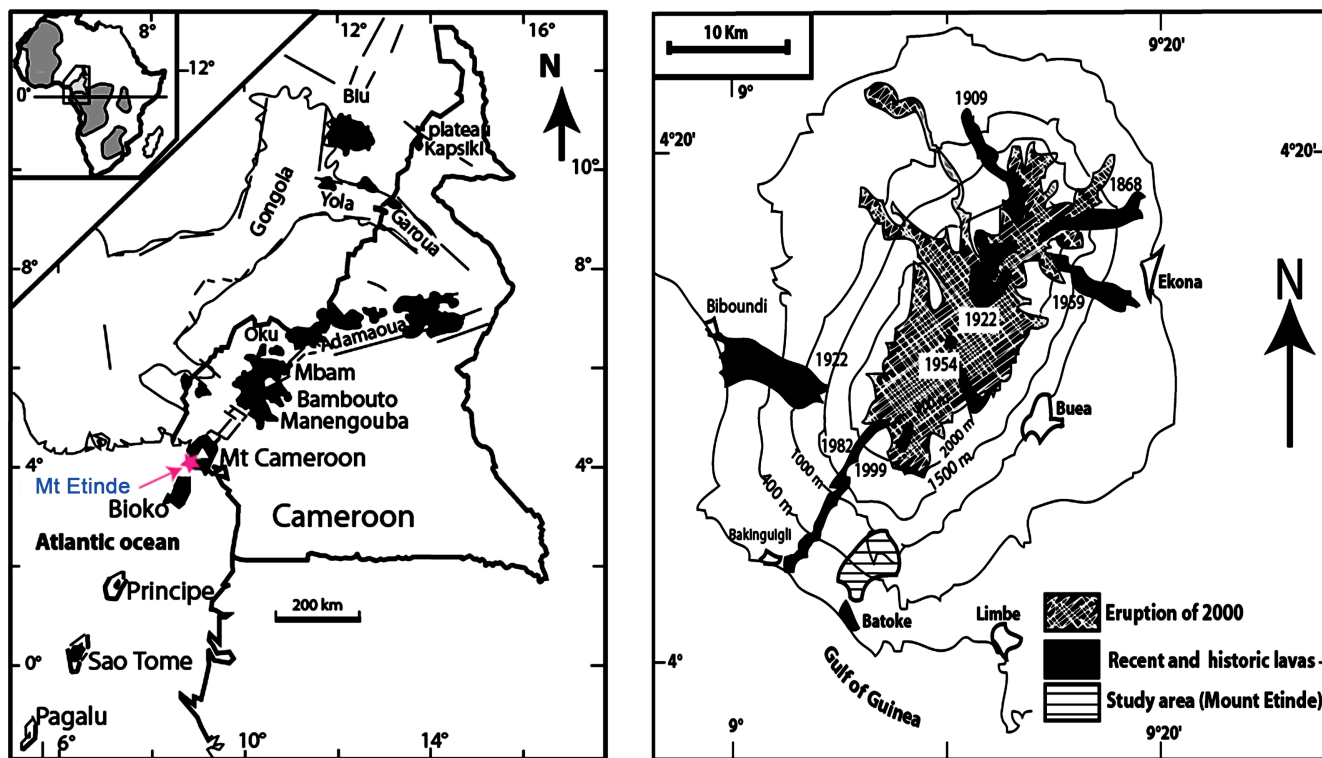 8°
12°
0°
12°
16°
N
Biu
plateau
Kapsiki
10°
Gongola
Yola
Garoua
8°
8°
Oku
Adamaoua
Mbam
Bambouto
Manengouba
4°
Mt Cameroon
4°
Mt Etinde
Bioko
Cameroon
Atlantic ocean
Principe
200 km
0°
Sao Tome
Pagalu
6°
10°
14°
10 Km
9°
9°20'
4°20'
4°20'
1909
1868
Ekona
N
1959
Biboundi
1922
1922
1954
Buea
1982
2000 m
1999
1500 m
1000 m
400 m
Bakinguigli
Batoke
Limbe
Gulf of Guinea
Eruption of 2000
Recent and historic lavas
Study area (Mount Etinde)
4°
9°
9°20'